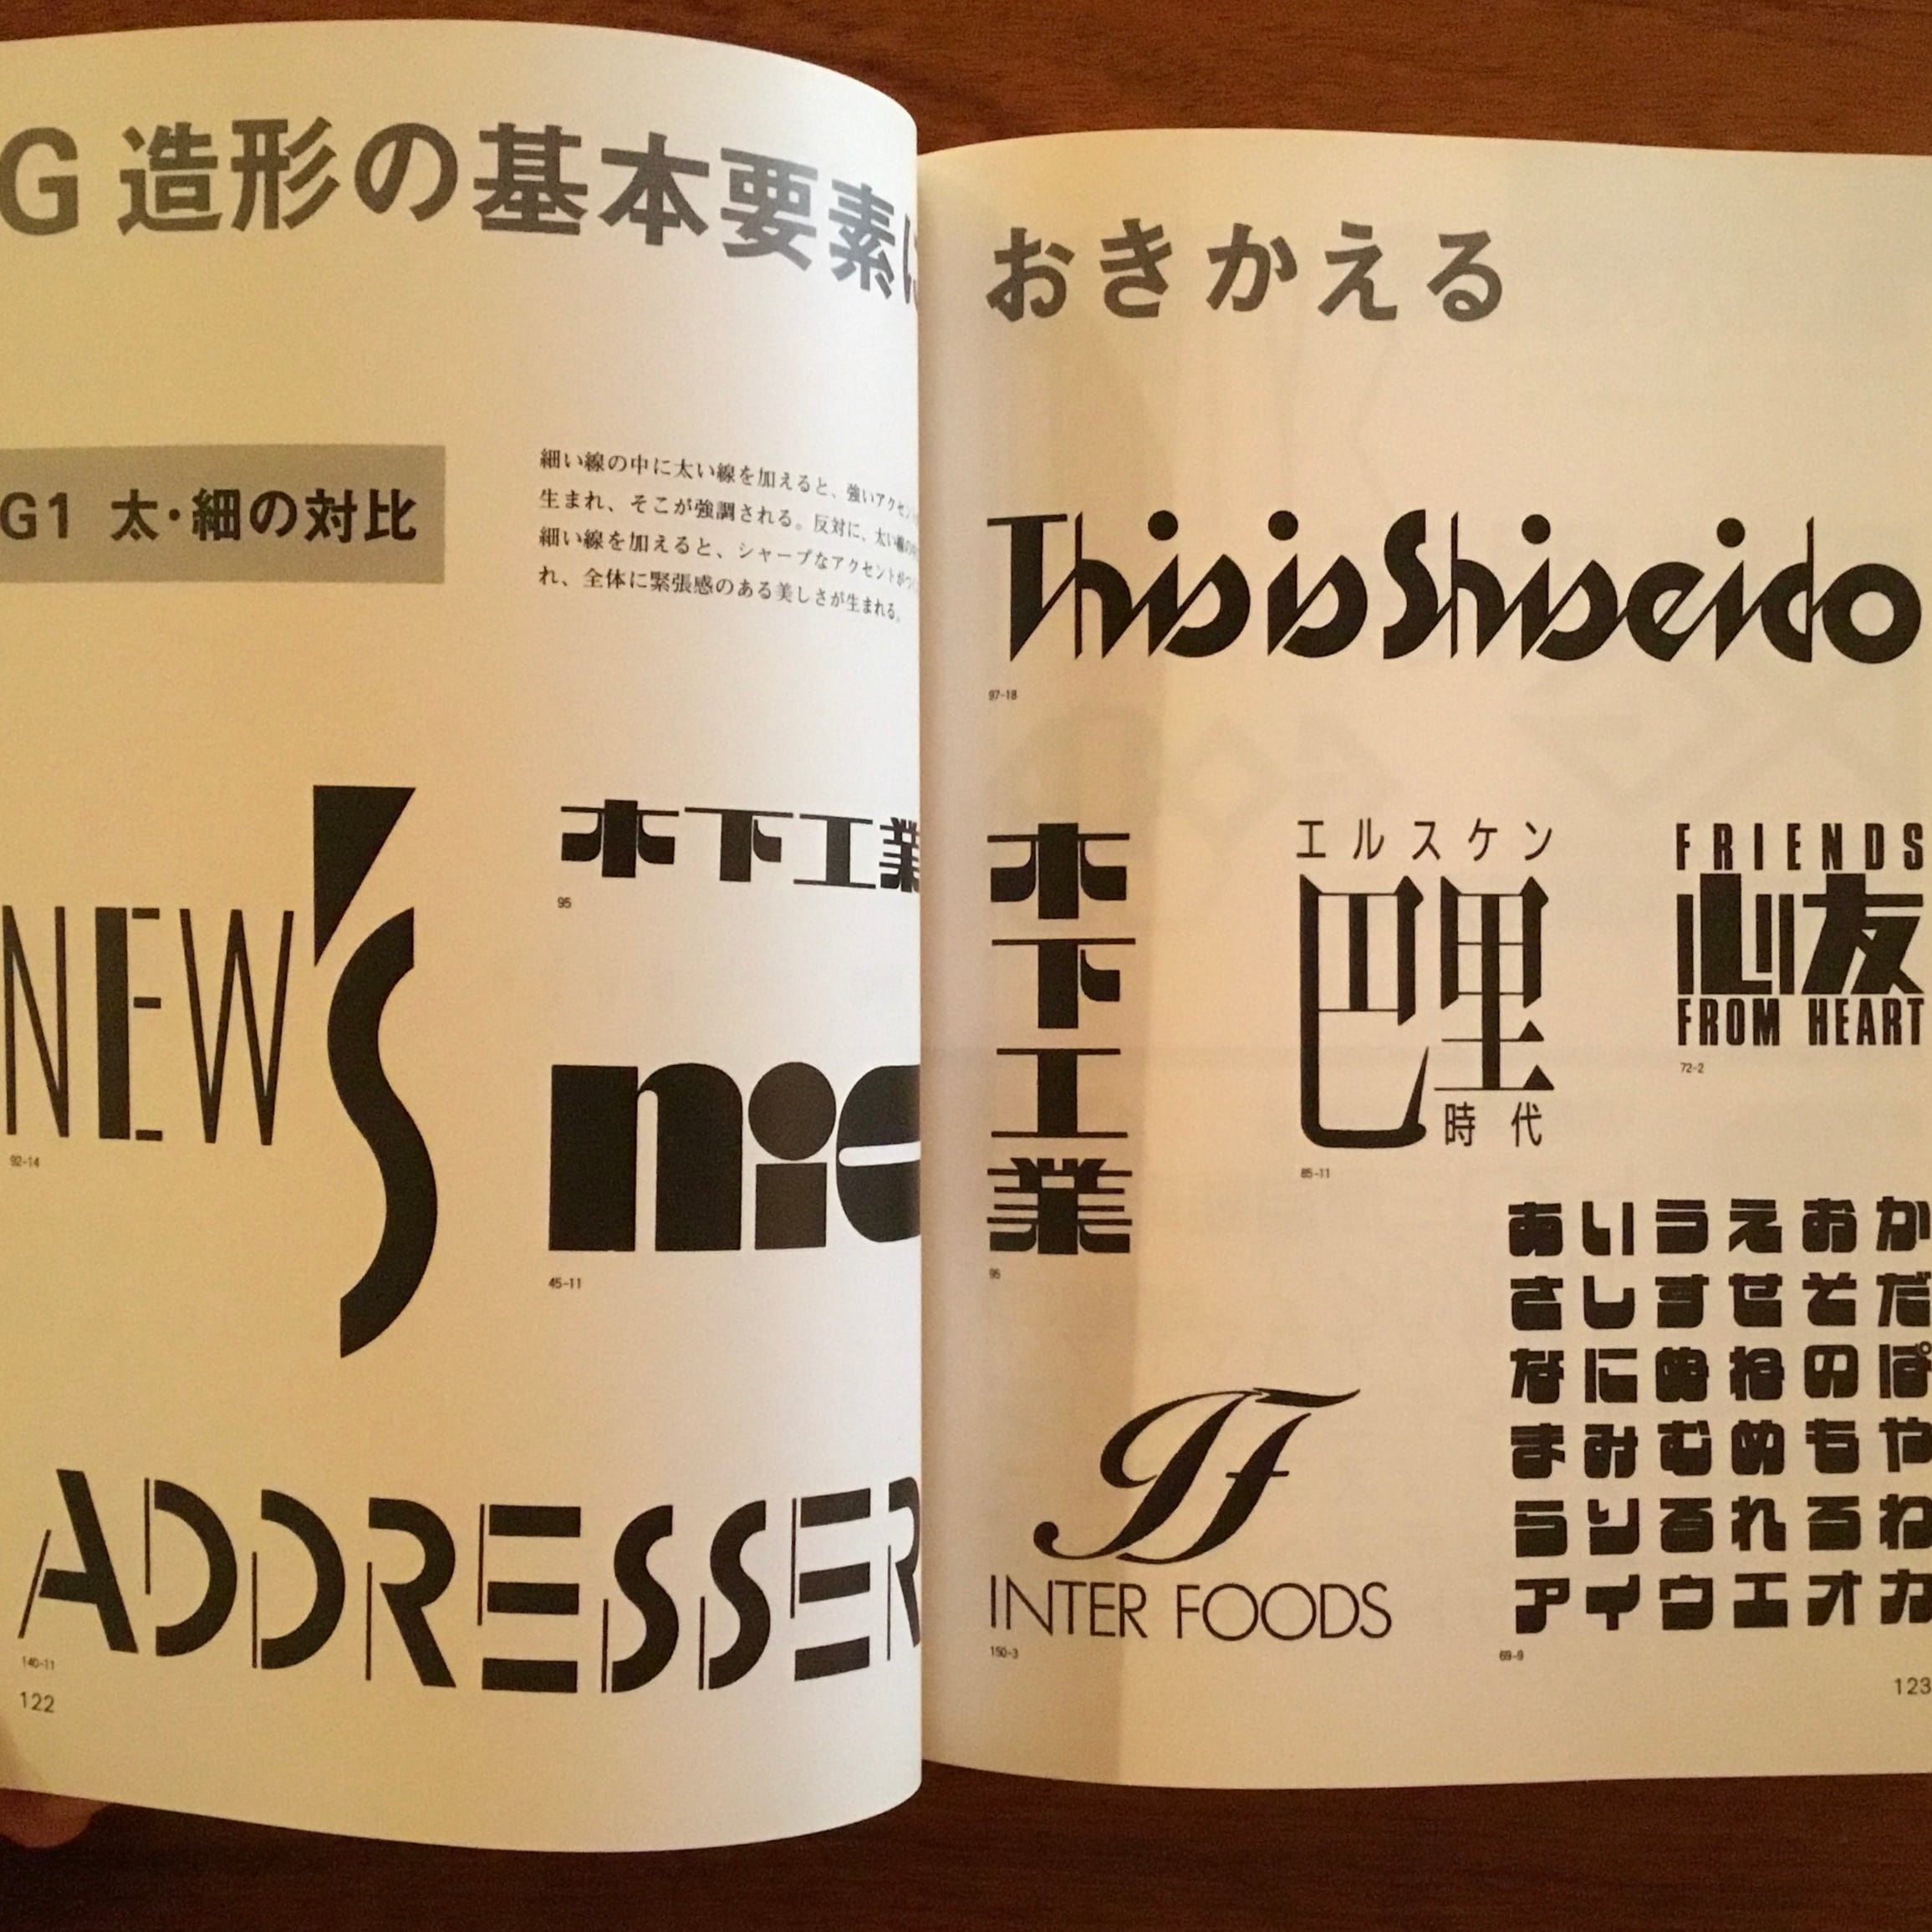 G 造形の基本要素に
G1 太・細の対比
細い線の中に太い線を加えると、強いアクセン
生まれ、そこが強調される。反対に、太い線の中
細い線を加えると、シャープなアクセントがつ
れ、全体に緊張感のある美しさが生まれる。
NEW'S
92-14
木下工業
95
nic
45-11
ADDRESSER
140-11
122
おきかえる
This is Shiseido
97-18
木下工業
95
エルスケン
巴里
時代
85-11
FRIENDS
心友
FROM HEART
72-2
INTER FOODS
150-3
あいうえおか
さしすせそだ
なにぬねのぱ
まみむめもや
らりるれろわ
アイウエオカ
69-9
123